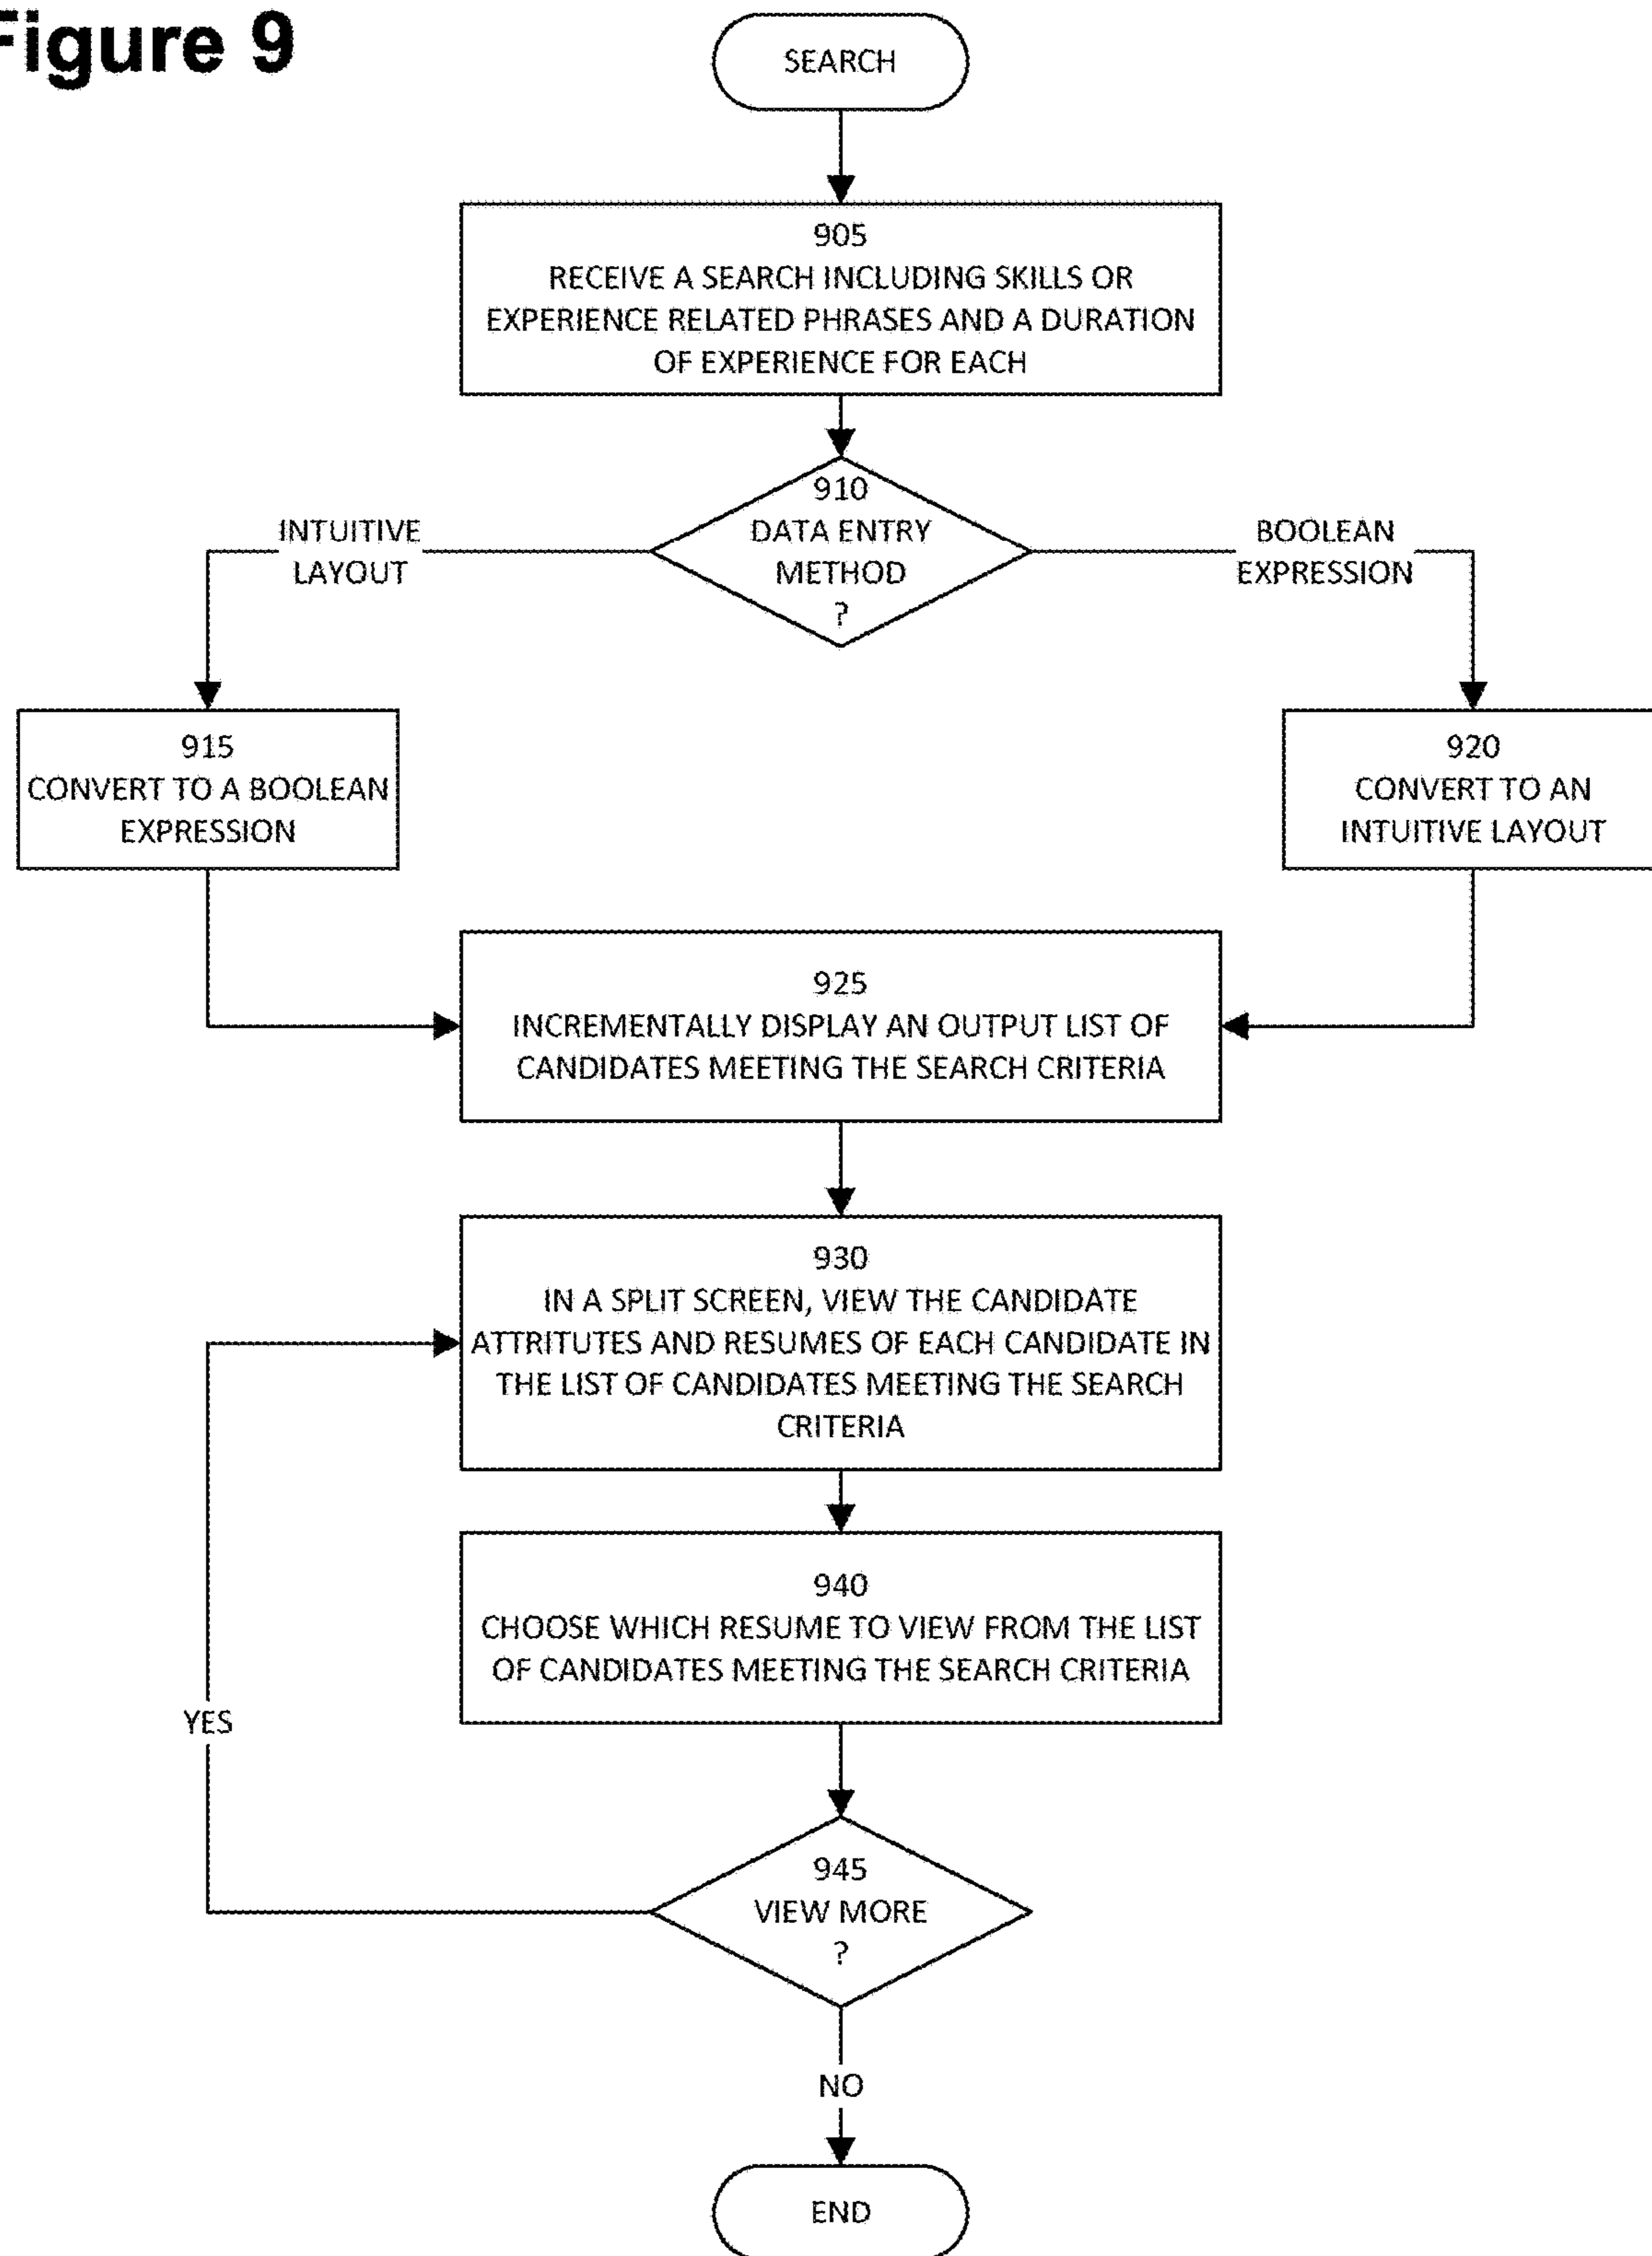 Figure 9
SEARCH
905
RECEIVE A SEARCH INCLUDING SKILLS OR
EXPERIENCE RELATED PHRASES AND A DURATION
OF EXPERIENCE FOR EACH
910
DATA ENTRY
METHOD
?
INTUITIVE
LAYOUT
BOOLEAN
EXPRESSION
915
CONVERT TO A BOOLEAN
EXPRESSION
920
CONVERT TO AN
INTUITIVE LAYOUT
925
INCREMENTALLY DISPLAY AN OUTPUT LIST OF
CANDIDATES MEETING THE SEARCH CRITERIA
930
IN A SPLIT SCREEN, VIEW THE CANDIDATE
ATTRITUTES AND RESUMES OF EACH CANDIDATE IN
THE LIST OF CANDIDATES MEETING THE SEARCH
CRITERIA
940
CHOOSE WHICH RESUME TO VIEW FROM THE LIST
OF CANDIDATES MEETING THE SEARCH CRITERIA
YES
945
VIEW MORE
?
NO
END